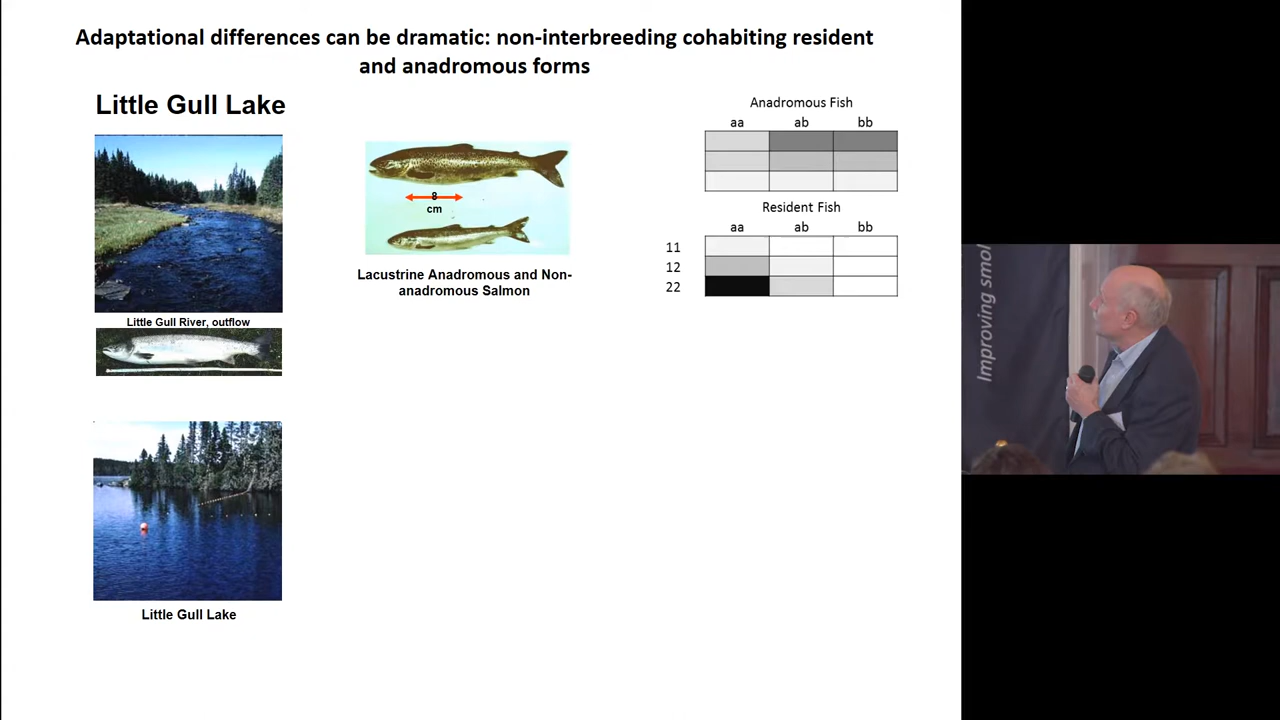 Adaptational differences can be dramatic: non-interbreeding cohabiting resident
and anadromous forms
Little Gull Lake
Little Gull River, outflow
Little Gull Lake
8
cm
Lacustrine Anadromous and Non-
anadromous Salmon
Anadromous Fish
aa ab bb
Resident Fish
aa ab bb
11
12
22
Improving